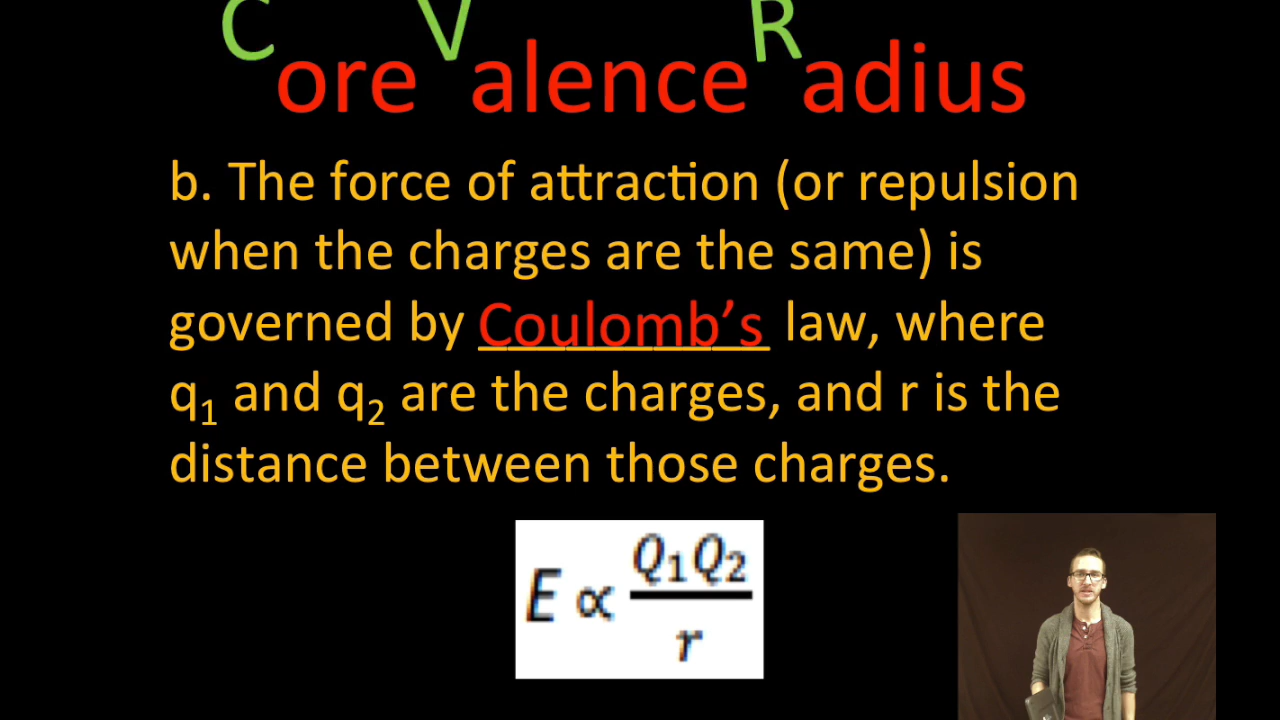 Core Valence Radius
b. The force of attraction (or repulsion
when the charges are the same) is
governed by Coulomb's law, where
q₁ and q₂ are the charges, and r is the
distance between those charges.
E ∝ Q₁Q₂ / r